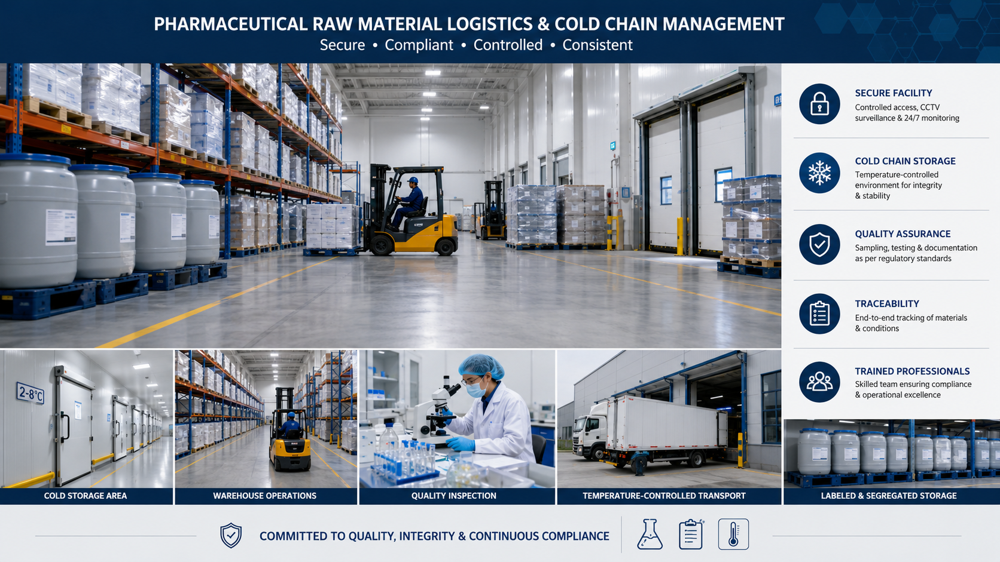 PHARMACEUTICAL RAW MATERIAL LOGISTICS & COLD CHAIN MANAGEMENT
Secure • Compliant • Controlled • Consistent
SECURE FACILITY
Controlled access, CCTV
surveillance & 24/7 monitoring
COLD CHAIN STORAGE
Temperature-controlled
environment for integrity
& stability
QUALITY ASSURANCE
Sampling, testing & documentation
as per regulatory standards
TRACEABILITY
End-to-end tracking of materials
& conditions
TRAINED PROFESSIONALS
Skilled team ensuring compliance
& operational excellence
2-8°C
COLD STORAGE AREA
WAREHOUSE OPERATIONS
QUALITY INSPECTION
TEMPERATURE-CONTROLLED TRANSPORT
LABELED & SEGREGATED STORAGE
COMMITTED TO QUALITY, INTEGRITY & CONTINUOUS COMPLIANCE